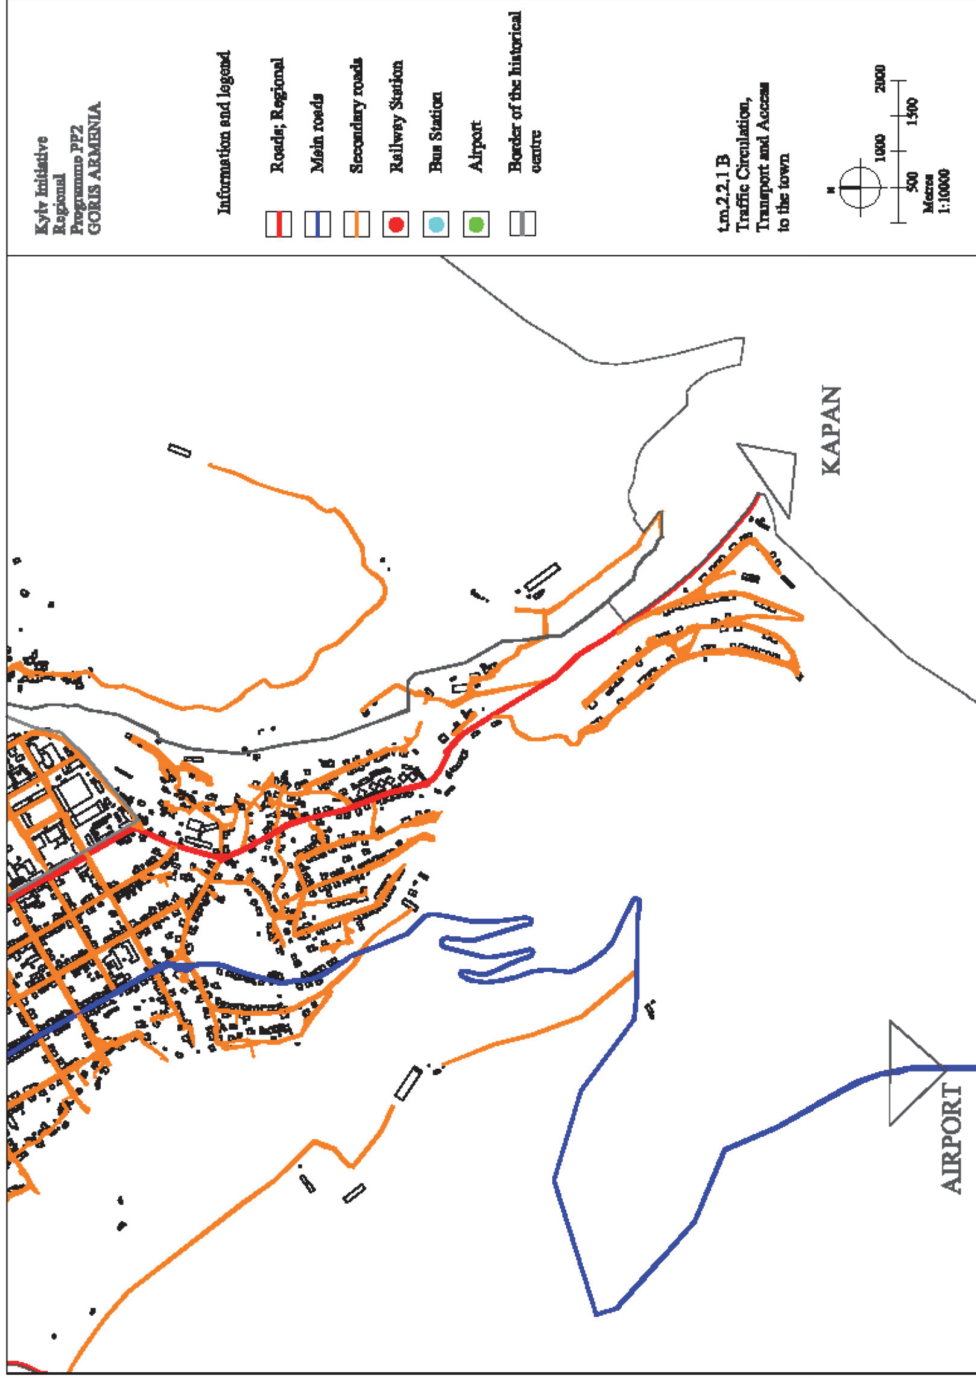 Kyiv Initiative
Regional
Programme PP2
GORIS ARMENIA
Information and legend
Roads; Regional
Main roads
Secondary roads
Railway Station
Bus Station
Airport
Border of the historical
centre
t.m.2.2.1 B
Traffic Circulation,
Transport and Access
to the town
N
500 1000 1500 2000
Metres
1:10000
KAPAN
AIRPORT